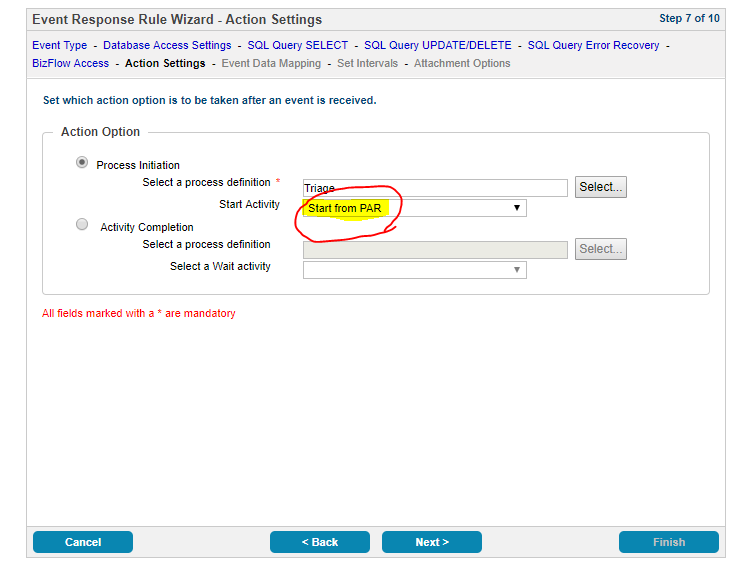 Event Response Rule Wizard - Action Settings Step 7 of 10
Event Type - Database Access Settings - SQL Query SELECT - SQL Query UPDATE/DELETE - SQL Query Error Recovery -
BizFlow Access - Action Settings - Event Data Mapping - Set Intervals - Attachment Options
Set which action option is to be taken after an event is received.
Action Option
Process Initiation
Select a process definition * Triage Select...
Start Activity Start from PAR
Activity Completion
Select a process definition Select...
Select a Wait activity
All fields marked with a * are mandatory
Cancel < Back Next > Finish